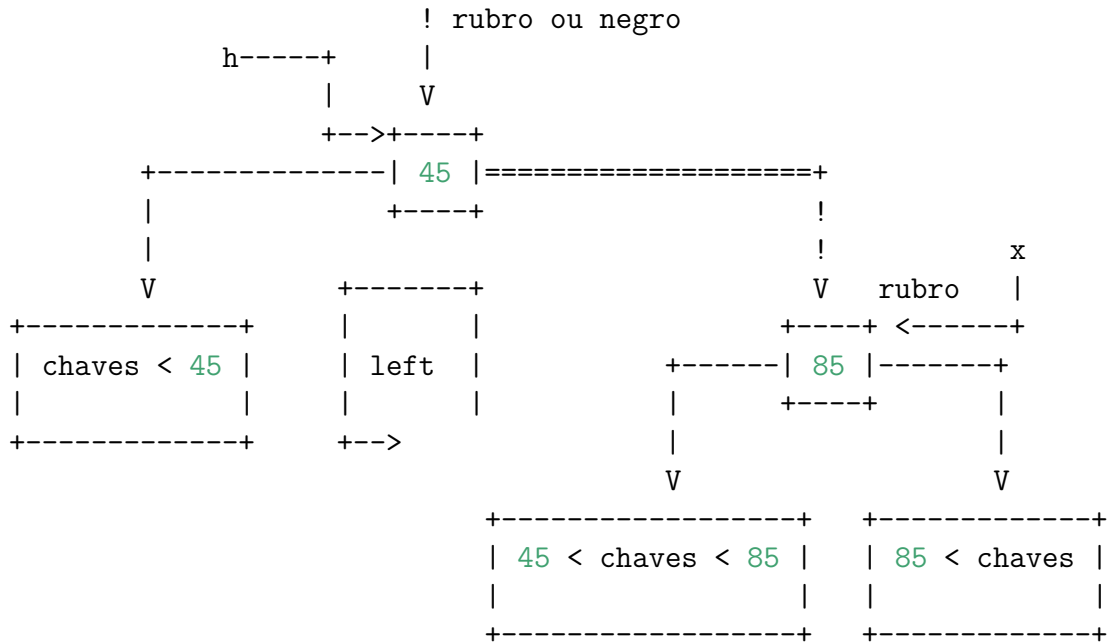 ! rubro ou negro
h-----+ |
| V
+-->+----+
+--------------| 45 |====================+
| +----+ !
| ! x
V +-------+ V rubro |
+--------------+ | | +----+ <------+
| chaves < 45 | | left | +------| 85 |-------+
| | | | | +----+ |
+--------------+ +--> | |
V V
+------------------+ +--------------+
| 45 < chaves < 85 | | 85 < chaves |
| | | |
+------------------+ +--------------+